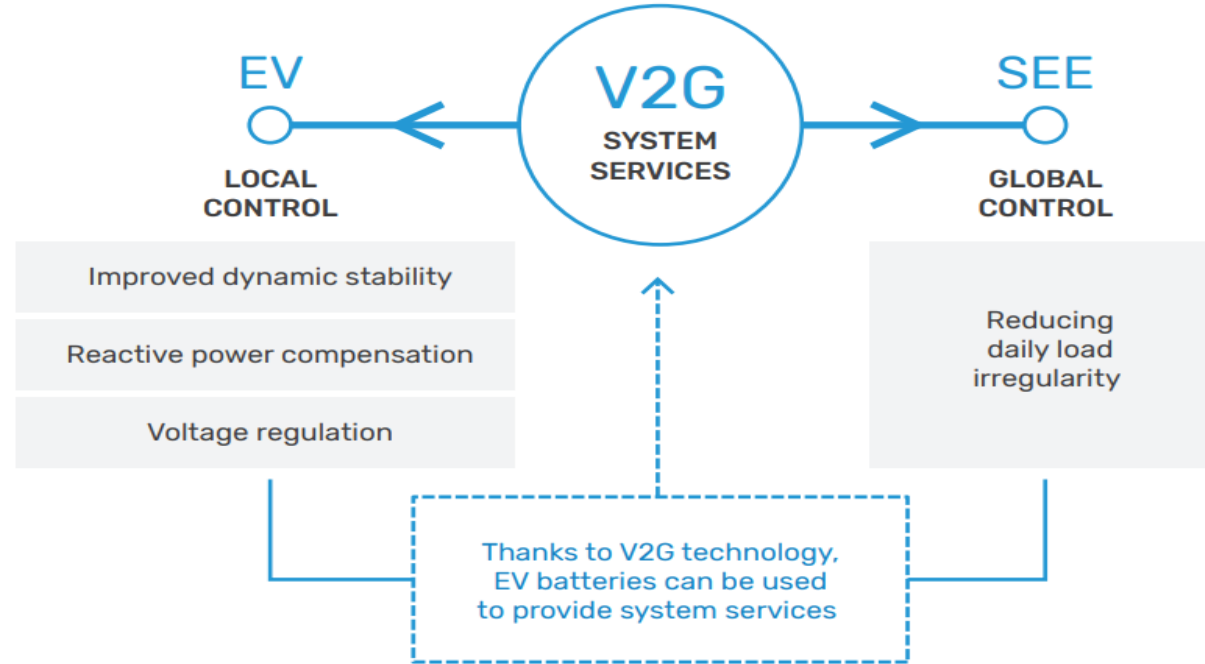 EV
V2G
SYSTEM
SERVICES
SEE
LOCAL
CONTROL
GLOBAL
CONTROL
Improved dynamic stability
Reactive power compensation
Voltage regulation
Reducing
daily load
irregularity
Thanks to V2G technology,
EV batteries can be used
to provide system services